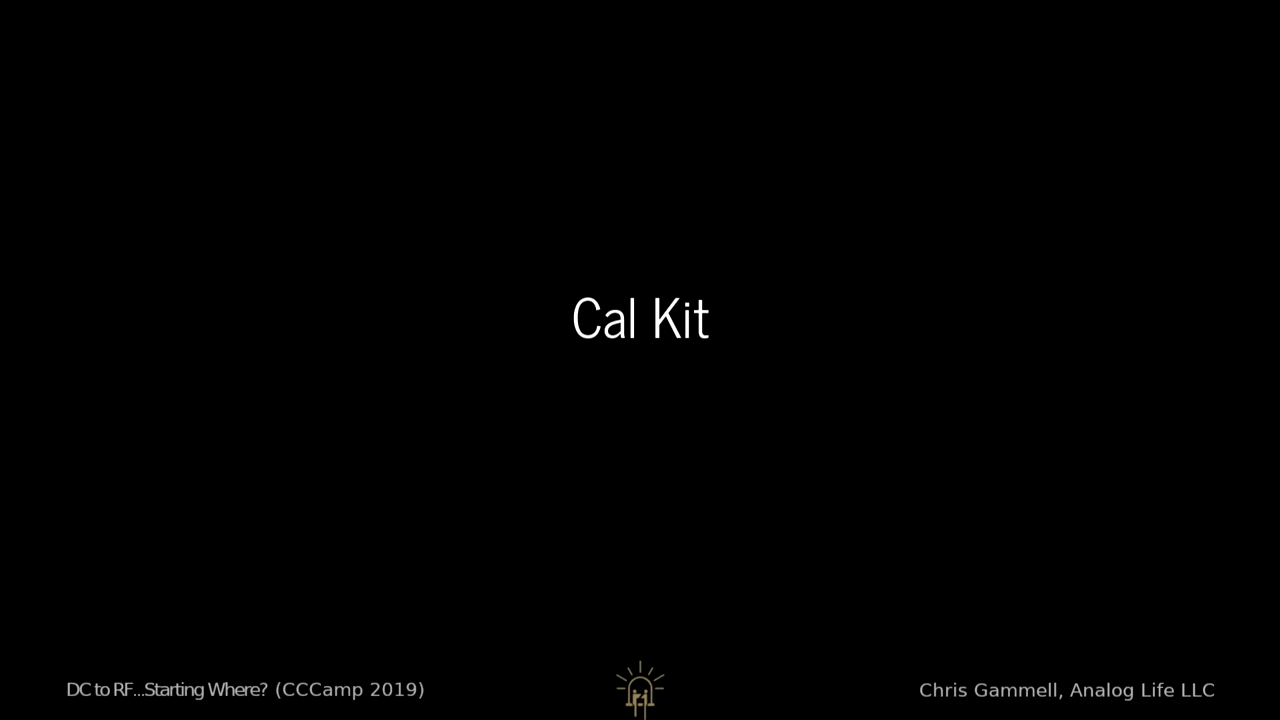 Cal Kit
DC to RF...Starting Where? (CCCamp 2019)
Chris Gammell, Analog Life LLC